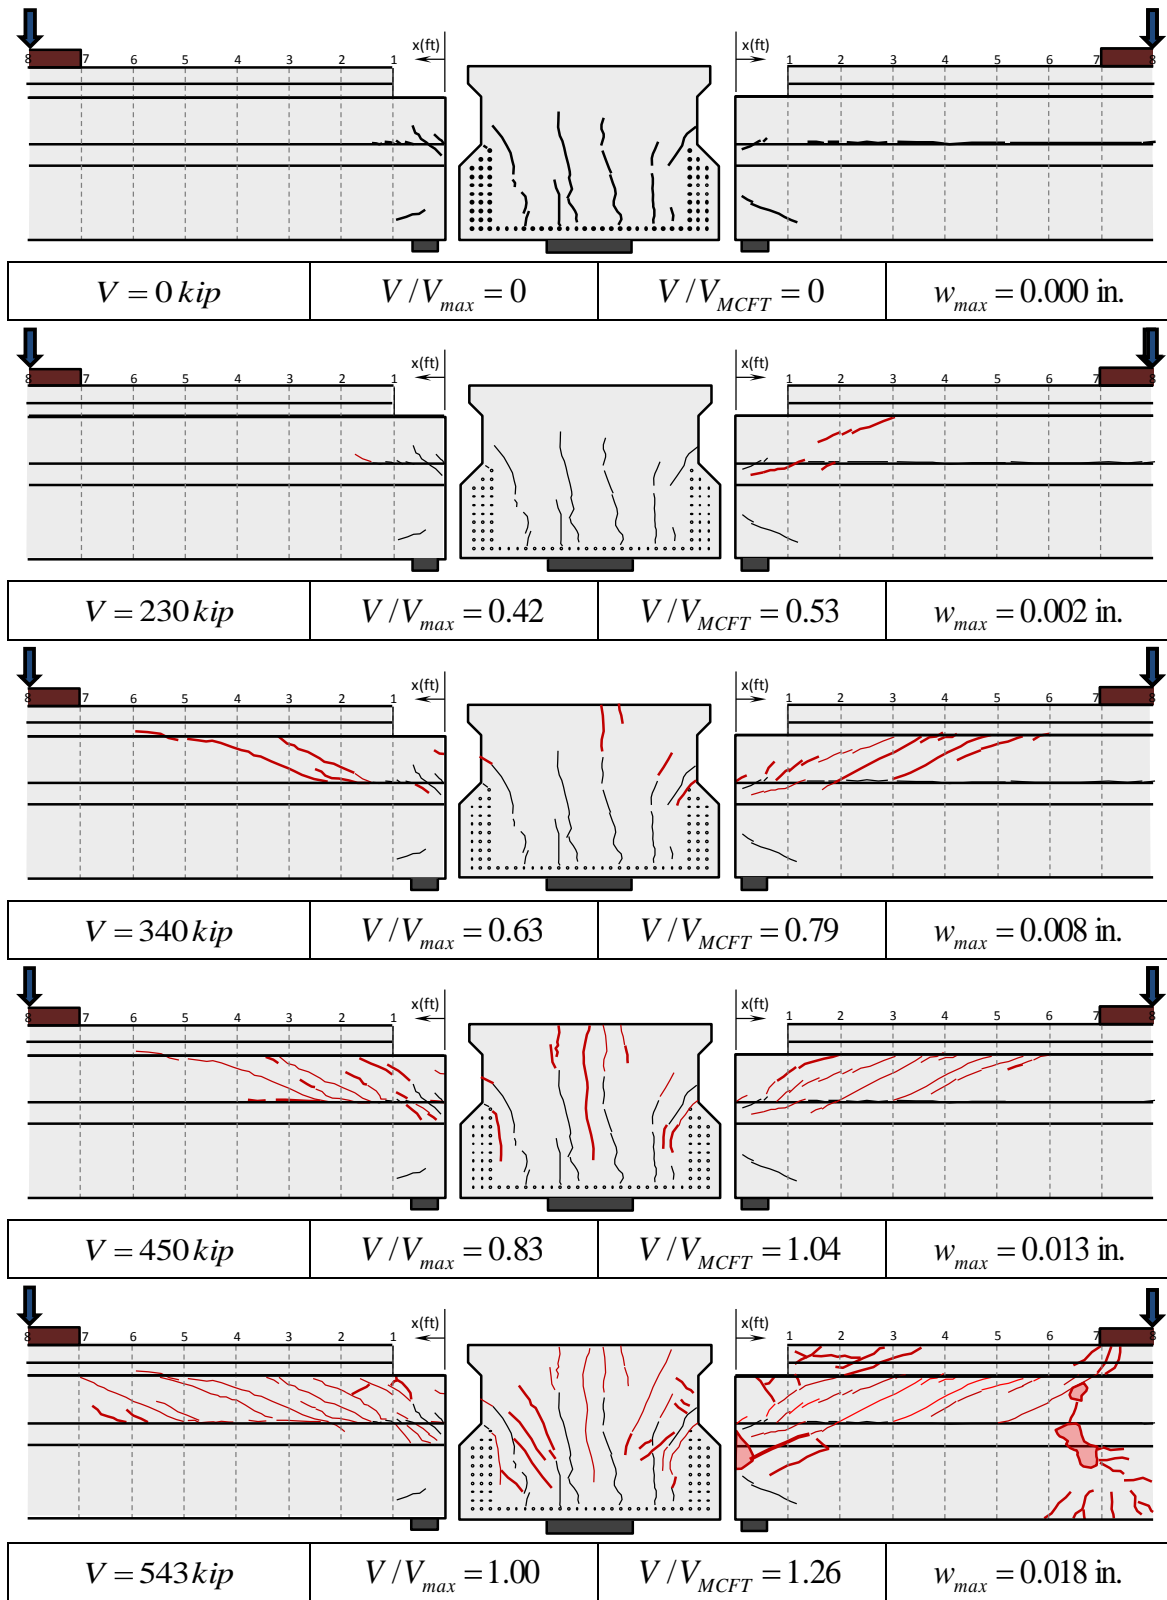 x(ft) x(ft)
8 7 6 5 4 3 2 1 1 2 3 4 5 6 7 8
V = 0 kip V/V_max = 0 V/V_MCFT = 0 w_max = 0.000 in.
x(ft) x(ft)
8 7 6 5 4 3 2 1 1 2 3 4 5 6 7 8
V = 230 kip V/V_max = 0.42 V/V_MCFT = 0.53 w_max = 0.002 in.
x(ft) x(ft)
8 7 6 5 4 3 2 1 1 2 3 4 5 6 7 8
V = 340 kip V/V_max = 0.63 V/V_MCFT = 0.79 w_max = 0.008 in.
x(ft) x(ft)
8 7 6 5 4 3 2 1 1 2 3 4 5 6 7 8
V = 450 kip V/V_max = 0.83 V/V_MCFT = 1.04 w_max = 0.013 in.
x(ft) x(ft)
8 7 6 5 4 3 2 1 1 2 3 4 5 6 7 8
V = 543 kip V/V_max = 1.00 V/V_MCFT = 1.26 w_max = 0.018 in.